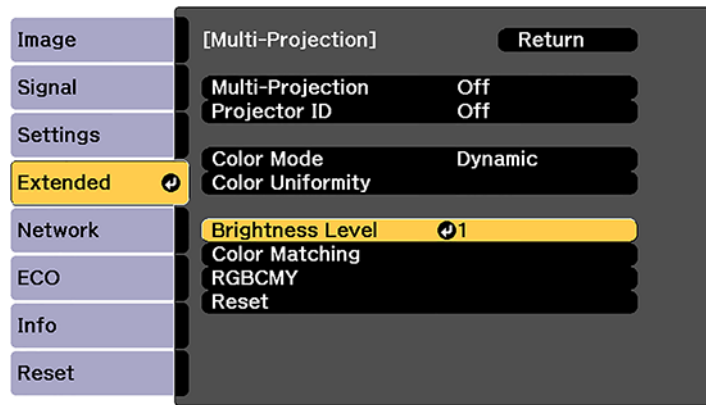 Image
Signal
Settings
Extended
Network
ECO
Info
Reset
[Multi-Projection] Return
Multi-Projection Off
Projector ID Off
Color Mode Dynamic
Color Uniformity
Brightness Level 1
Color Matching
RGBCMY
Reset